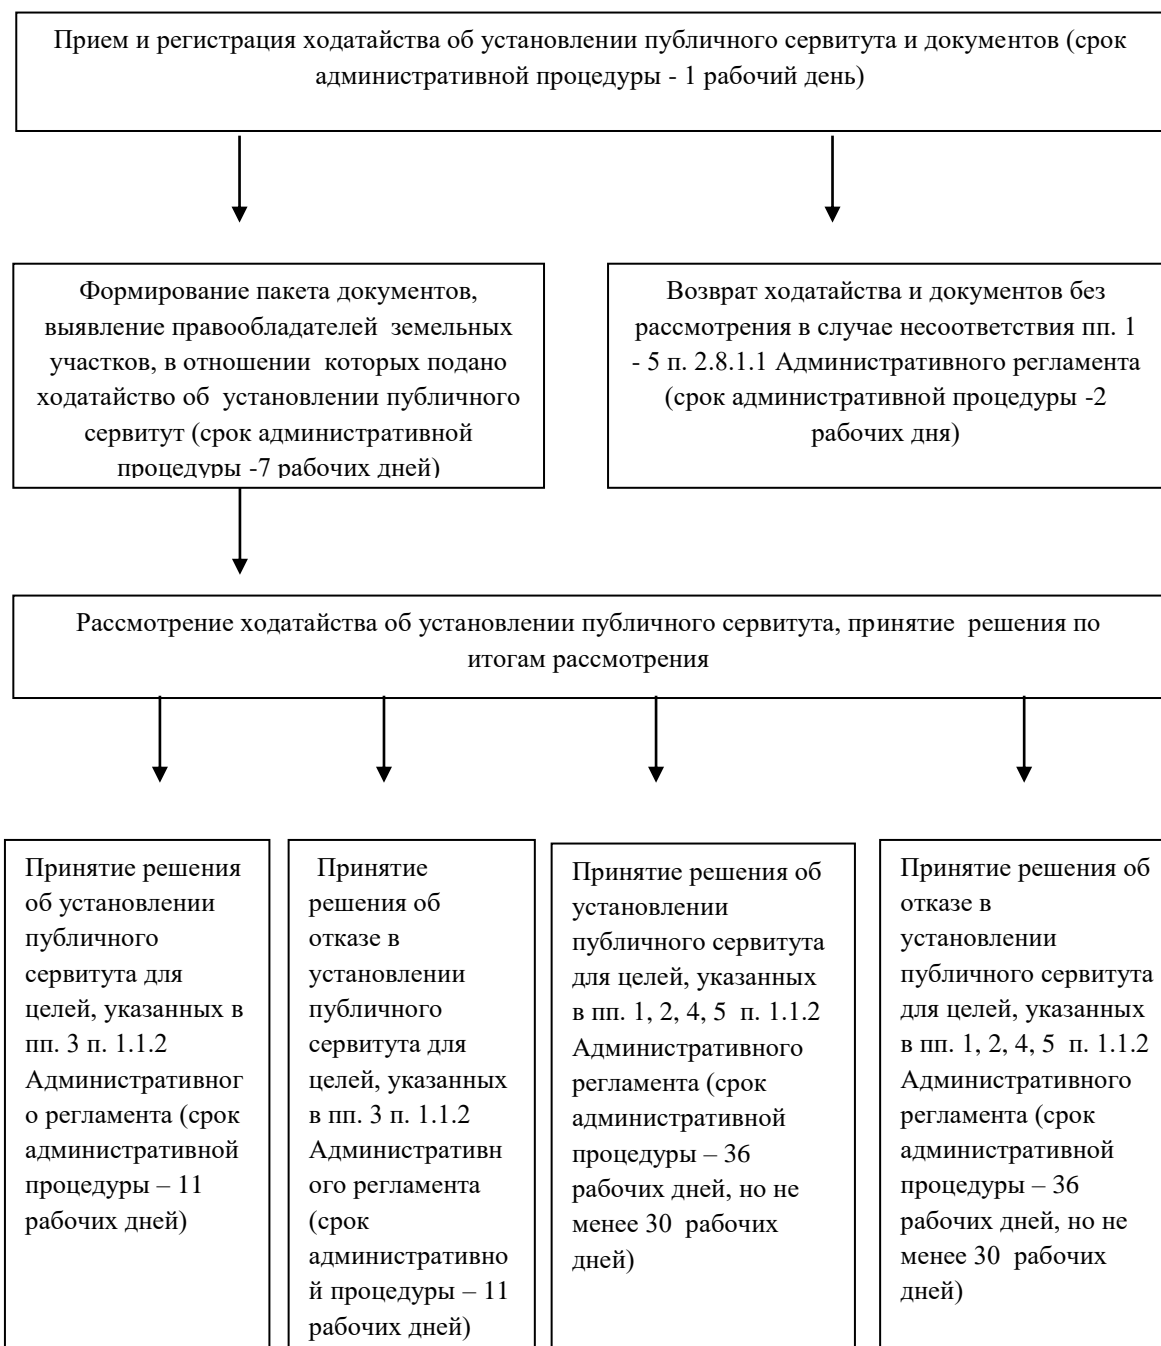 Прием и регистрация ходатайства об установлении публичного сервитута и документов (срок
административной процедуры - 1 рабочий день)
Формирование пакета документов,
выявление правообладателей земельных
участков, в отношении которых подано
ходатайство об установлении публичного
сервитут (срок административной
процедуры -7 рабочих дней)
Возврат ходатайства и документов без
рассмотрения в случае несоответствия пп. 1
- 5 п. 2.8.1.1 Административного регламента
(срок административной процедуры -2
рабочих дня)
Рассмотрение ходатайства об установлении публичного сервитута, принятие решения по
итогам рассмотрения
Принятие решения
об установлении
публичного
сервитута для
целей, указанных в
пп. 3 п. 1.1.2
Административног
о регламента (срок
административной
процедуры – 11
рабочих дней)
Принятие
решения об
отказе в
установлении
публичного
сервитута для
целей, указанных
в пп. 3 п. 1.1.2
Административн
ого регламента
(срок
административно
й процедуры – 11
рабочих дней)
Принятие решения об
установлении
публичного сервитута
для целей, указанных
в пп. 1, 2, 4, 5 п. 1.1.2
Административного
регламента (срок
административной
процедуры – 36
рабочих дней, но не
менее 30 рабочих
дней)
Принятие решения об
отказе в
установлении
публичного сервитута
для целей, указанных
в пп. 1, 2, 4, 5 п. 1.1.2
Административного
регламента (срок
административной
процедуры – 36
рабочих дней, но не
менее 30 рабочих
дней)